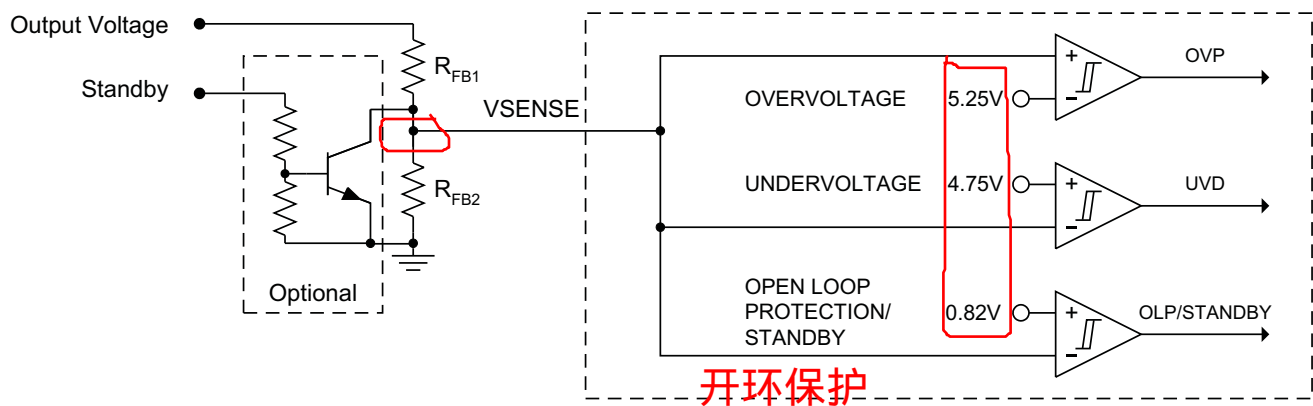 Output Voltage
Standby
Optional
RFB1
RFB2
VSENSE
OVERVOLTAGE 5.25V
UNDERVOLTAGE 4.75V
OPEN LOOP
PROTECTION/
STANDBY
0.82V
+
-
OVP
+
-
UVD
+
-
OLP/STANDBY
开环保护